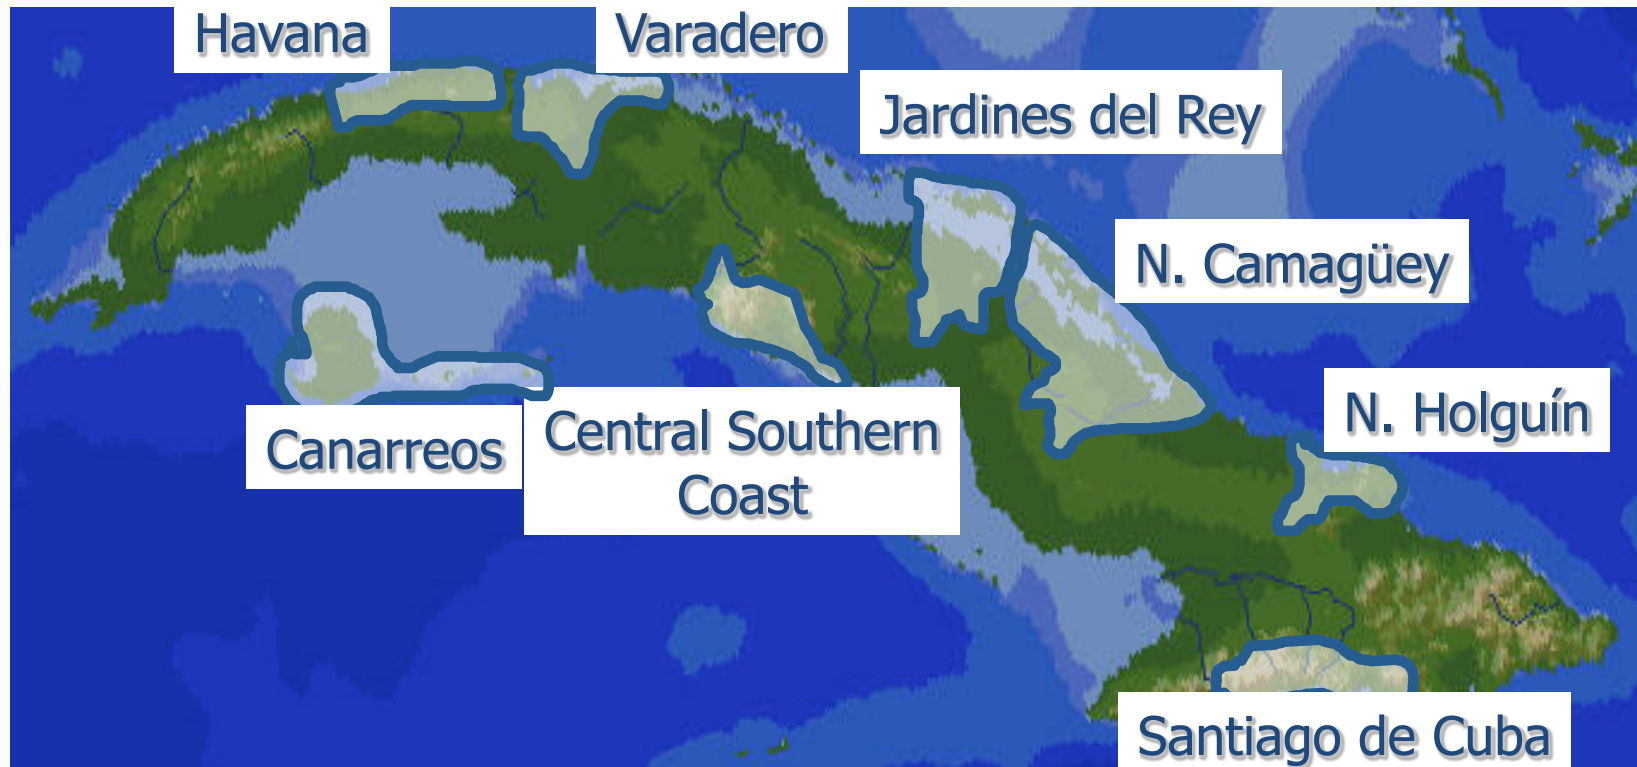 Havana
Varadero
Jardines del Rey
N. Camagüey
N. Holguín
Canarreos
Central Southern
Coast
Santiago de Cuba